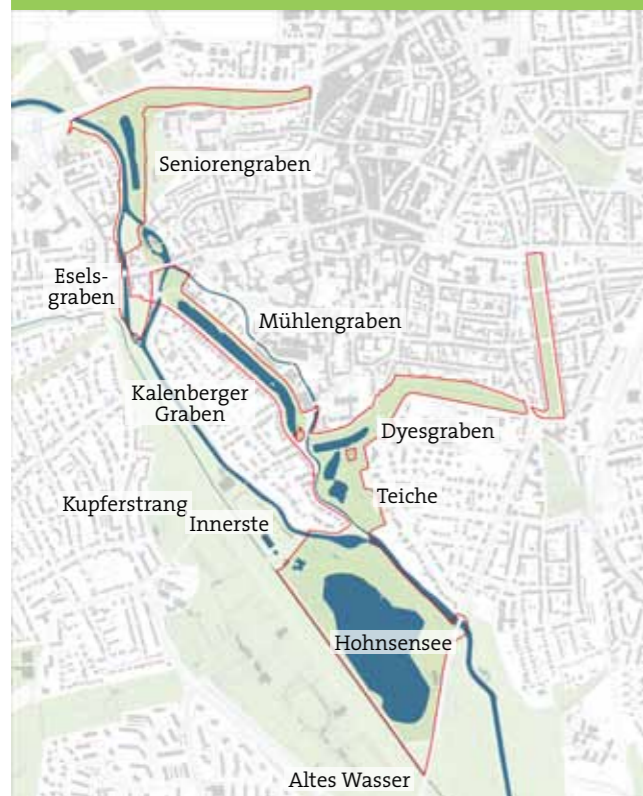 Seniorengraben
Esels-
graben
Mühlengraben
Kalenberger
Graben
Dyesgraben
Teiche
Kupferstrang
Innerste
Hohnsensee
Altes Wasser